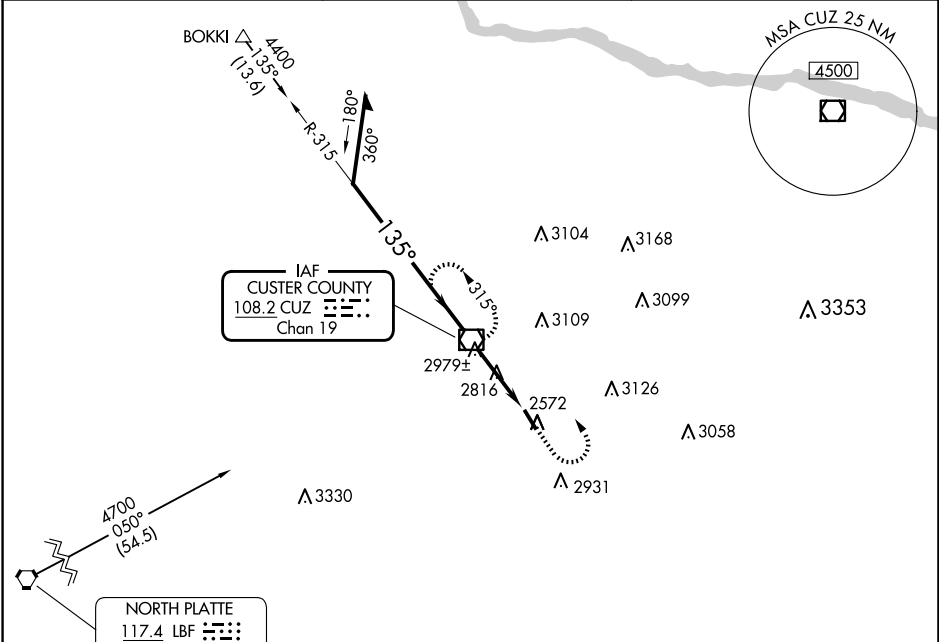 BOKKI
4400
135°
(13.6)
R-315
180°
360°
MSA CUZ 25 NM
4500
135°
3104
3168
IAF
CUSTER COUNTY
108.2 CUZ
Chan 19
315°
3099
3109
3353
2979±
2816
3126
2572
3058
2931
3330
4700
050°
(54.5)
NORTH PLATTE
117.4 LBF